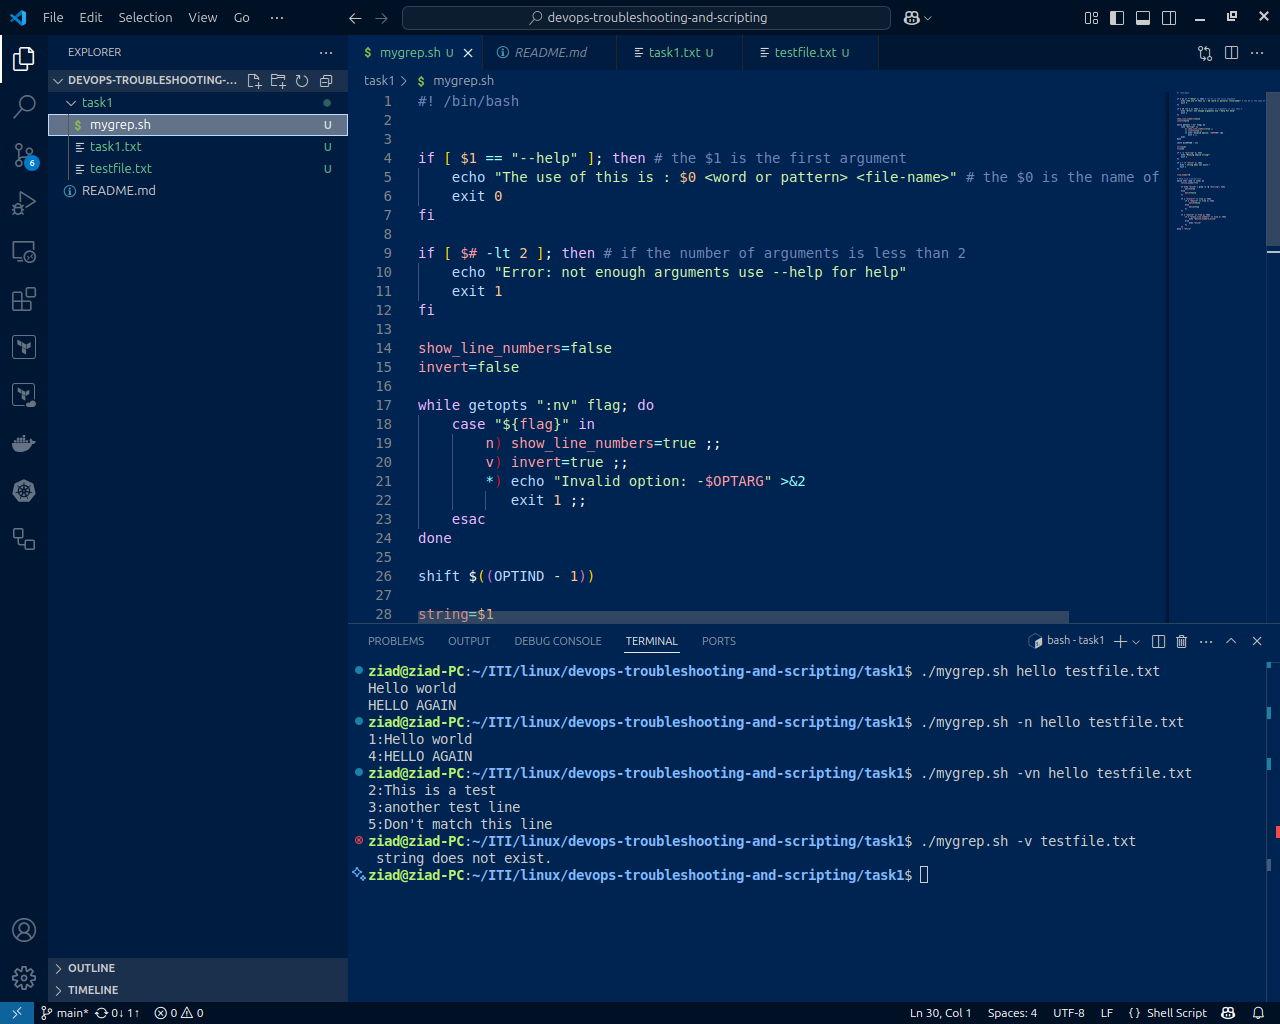 File Edit Selection View Go ···
devops-troubleshooting-and-scripting
EXPLORER
DEVOPS-TROUBLESHOOTING-...
task1
$ mygrep.sh U
task1.txt U
testfile.txt U
README.md
6
$ mygrep.sh U
README.md
task1.txt U
$ testfile.txt U
task1 > $ mygrep.sh
1 #! /bin/bash
2
3
4 if [ $1 == "--help" ]; then # the $1 is the first argument
5 echo "The use of this is : $0 <word or pattern> <file-name>" # the $0 is the name of
6 exit 0
7 fi
8
9 if [ $# -lt 2 ]; then # if the number of arguments is less than 2
10 echo "Error: not enough arguments use --help for help"
11 exit 1
12 fi
13
14 show_line_numbers=false
15 invert=false
16
17 while getopts ":nv" flag; do
18 case "${flag}" in
19 n) show_line_numbers=true ;;
20 v) invert=true ;;
21 *) echo "Invalid option: -$OPTARG" >&2
22 exit 1 ;;
23 esac
24 done
25
26 shift $((OPTIND - 1))
27
28 string=$1
PROBLEMS OUTPUT DEBUG CONSOLE TERMINAL PORTS
bash - task1
ziad@ziad-PC:~/ITI/linux/devops-troubleshooting-and-scripting/task1$ ./mygrep.sh hello testfile.txt
Hello world
HELLO AGAIN
ziad@ziad-PC:~/ITI/linux/devops-troubleshooting-and-scripting/task1$ ./mygrep.sh -n hello testfile.txt
1:Hello world
4:HELLO AGAIN
ziad@ziad-PC:~/ITI/linux/devops-troubleshooting-and-scripting/task1$ ./mygrep.sh -vn hello testfile.txt
2:This is a test
3:another test line
5:Don't match this line
ziad@ziad-PC:~/ITI/linux/devops-troubleshooting-and-scripting/task1$ ./mygrep.sh -v testfile.txt
string does not exist.
ziad@ziad-PC:~/ITI/linux/devops-troubleshooting-and-scripting/task1$
OUTLINE
TIMELINE
main* 0↓ 1↑ 0 0
Ln 30, Col 1 Spaces: 4 UTF-8 LF {} Shell Script